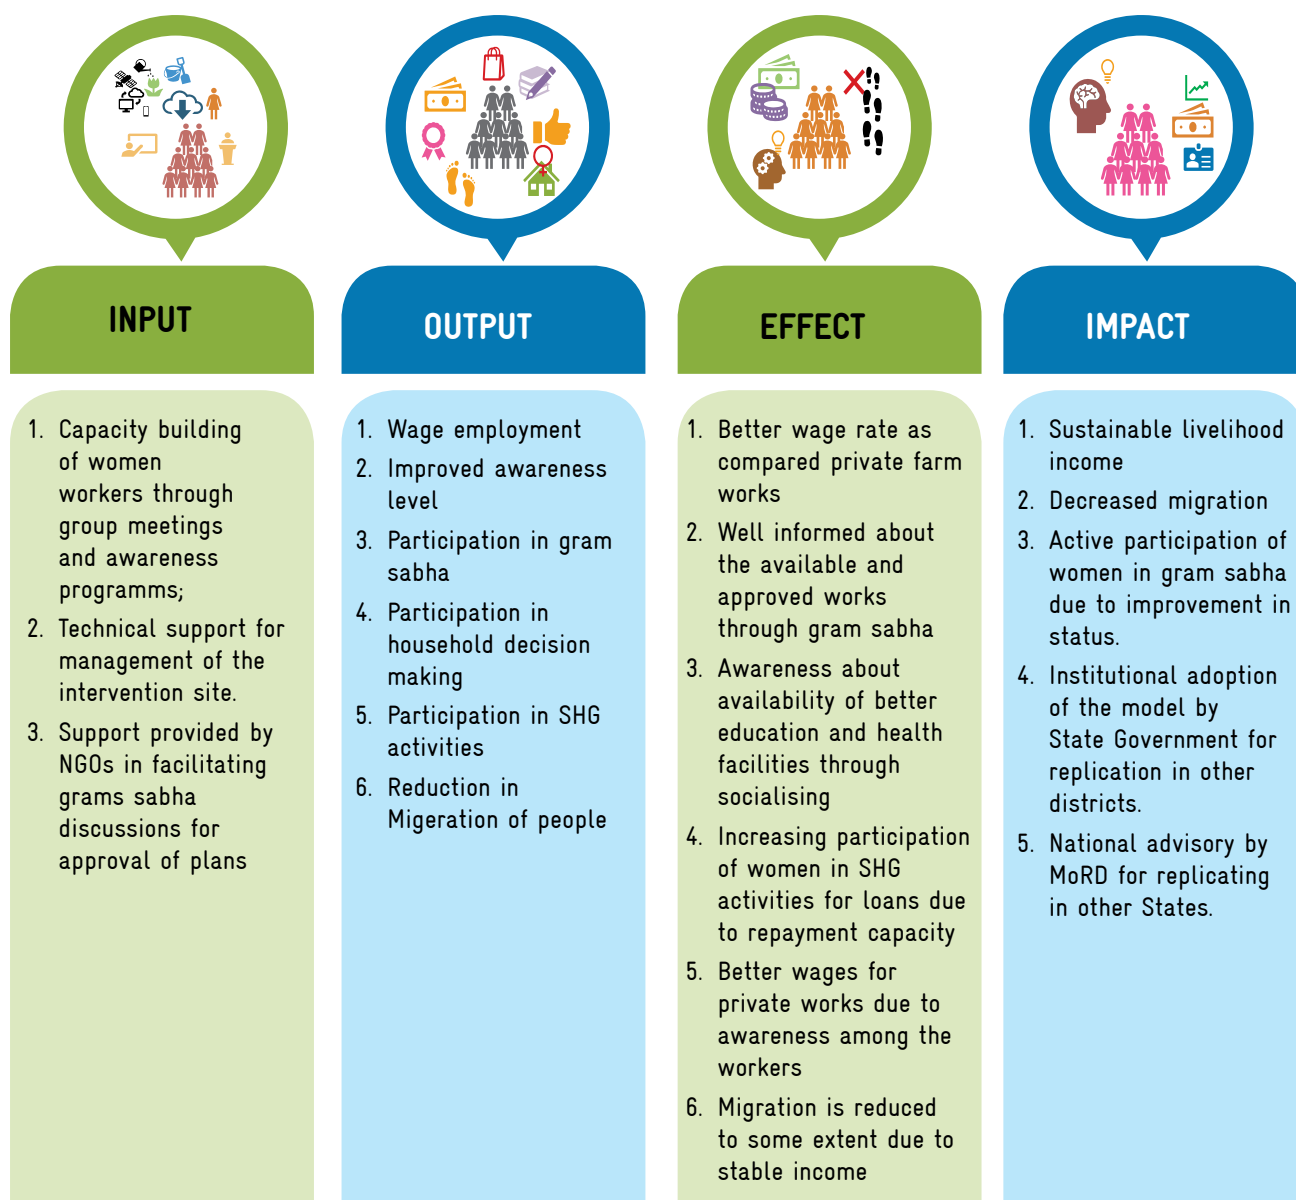 INPUT
1. Capacity building
of women
workers through
group meetings
and awareness
programms;
2. Technical support for
management of the
intervention site.
3. Support provided by
NGOs in facilitating
grams sabha
discussions for
approval of plans
OUTPUT
1. Wage employment
2. Improved awareness
level
3. Participation in gram
sabha
4. Participation in
household decision
making
5. Participation in SHG
activities
6. Reduction in
Migeration of people
EFFECT
1. Better wage rate as
compared private farm
works
2. Well informed about
the available and
approved works
through gram sabha
3. Awareness about
availability of better
education and health
facilities through
socialising
4. Increasing participation
of women in SHG
activities for loans due
to repayment capacity
5. Better wages for
private works due to
awareness among the
workers
6. Migration is reduced
to some extent due to
stable income
IMPACT
1. Sustainable livelihood
income
2. Decreased migration
3. Active participation of
women in gram sabha
due to improvement in
status.
4. Institutional adoption
of the model by
State Government for
replication in other
districts.
5. National advisory by
MoRD for replicating
in other States.